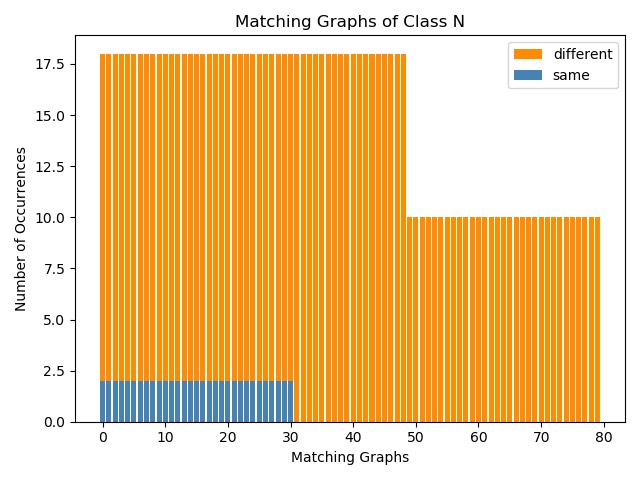 Matching Graphs of Class N
different
same
Number of Occurrences
17.5
15.0
12.5
10.0
7.5
5.0
2.5
0.0
0 10 20 30 40 50 60 70 80
Matching Graphs